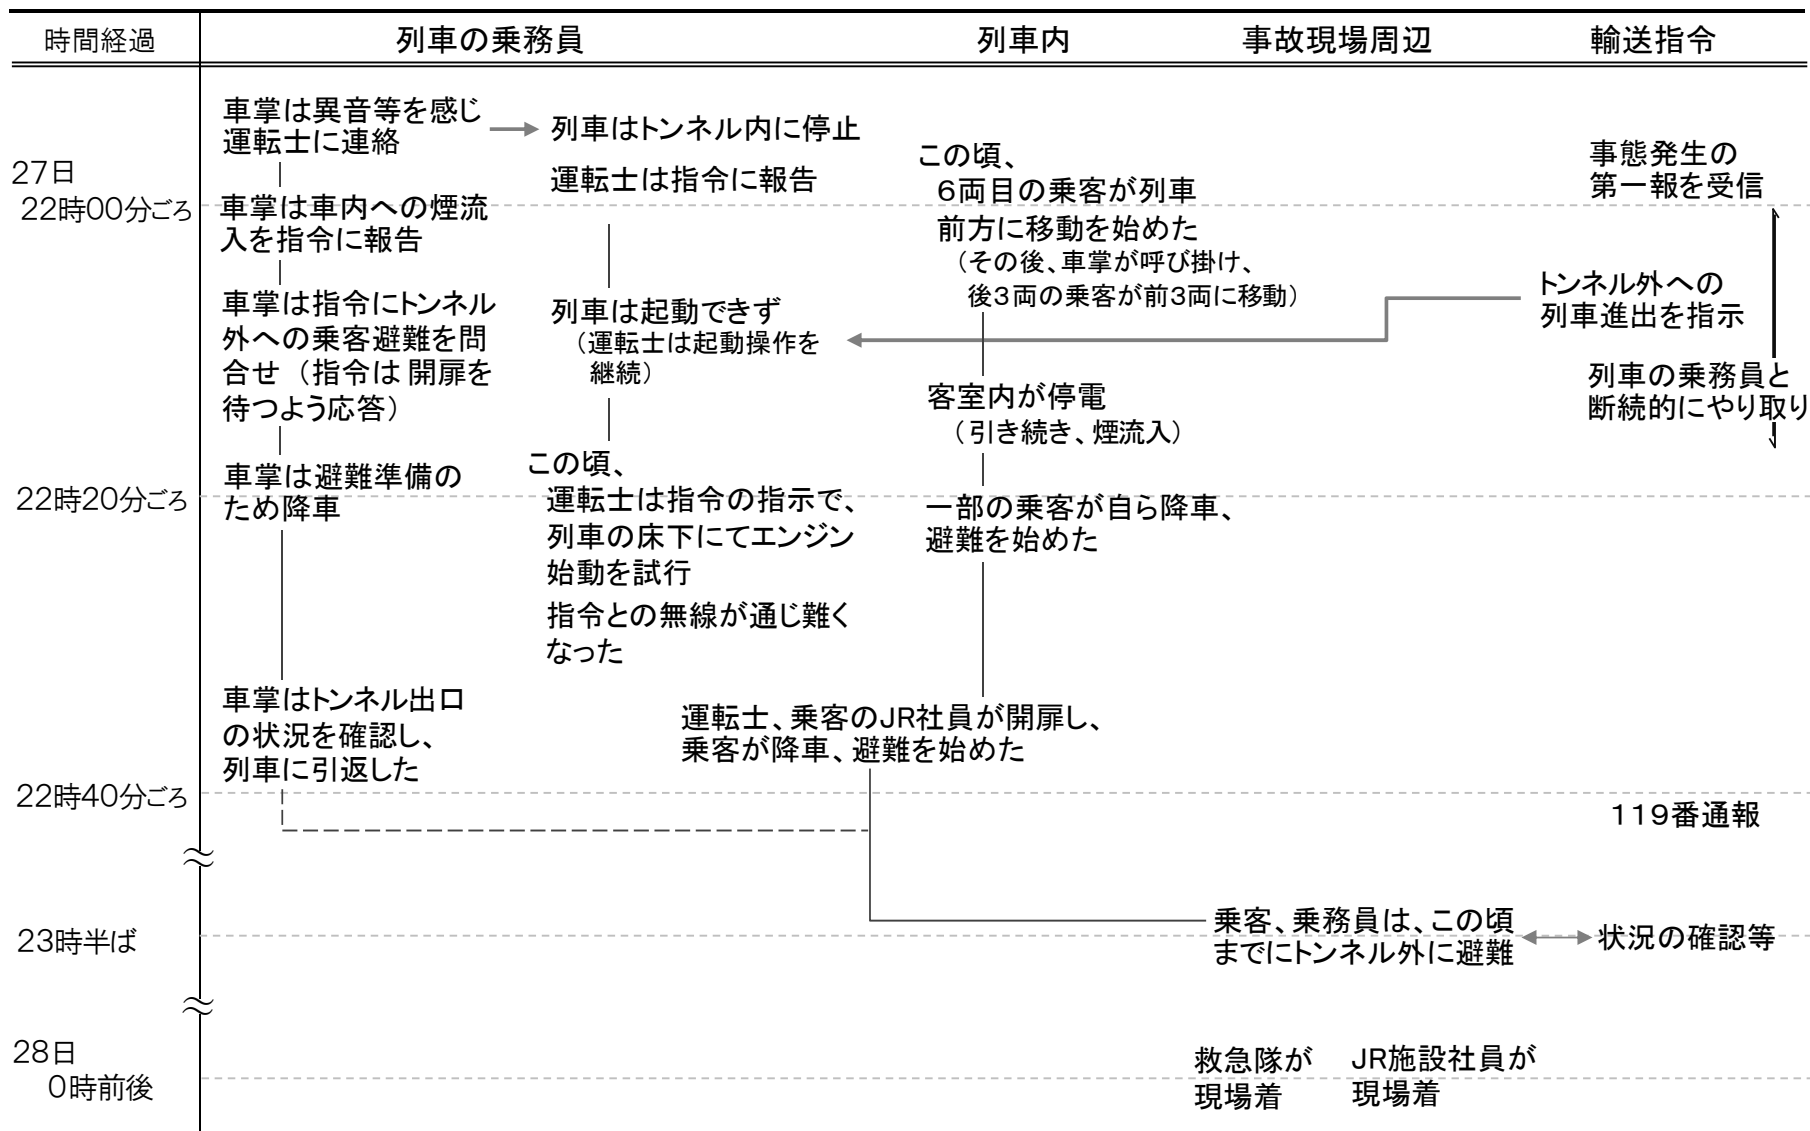 時間経過
列車の乗務員
列車内
事故現場周辺
輸送指令
27日
22時00分ごろ
車掌は異音等を感じ
運転士に連絡
列車はトンネル内に停止
運転士は指令に報告
車掌は車内への煙流
入を指令に報告
この頃、
6両目の乗客が列車
前方に移動を始めた
（その後、車掌が呼び掛け、
後3両の乗客が前3両に移動）
事態発生の
第一報を受信
車掌は指令にトンネル
外への乗客避難を問
合せ（指令は 開扉を
待つよう応答）
列車は起動できず
（運転士は起動操作を
継続）
トンネル外への
列車進出を指示
客室内が停電
（引き続き、煙流入）
列車の乗務員と
断続的にやり取り
22時20分ごろ
車掌は避難準備の
ため降車
この頃、
運転士は指令の指示で、
列車の床下にてエンジン
始動を試行
指令との無線が通じ難く
なった
一部の乗客が自ら降車、
避難を始めた
車掌はトンネル出口
の状況を確認し、
列車に引返した
運転士、乗客のJR社員が開扉し、
乗客が降車、避難を始めた
22時40分ごろ
119番通報
23時半ば
乗客、乗務員は、この頃
までにトンネル外に避難
状況の確認等
28日
0時前後
救急隊が
現場着
JR施設社員が
現場着